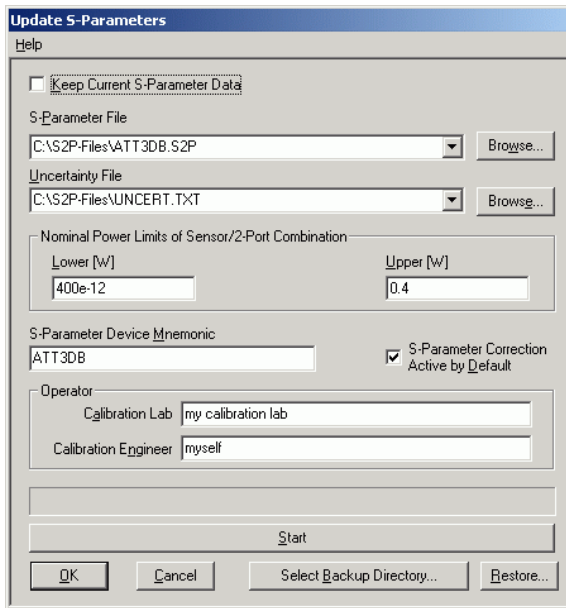 Update S-Parameters
Help
Keep Current S-Parameter Data
S-Parameter File
C:\S2P-Files\ATT3DB.S2P
Browse...
Uncertainty File
C:\S2P-Files\UNCERT.TXT
Browse...
Nominal Power Limits of Sensor/2-Port Combination
Lower [W]
Upper [W]
400e-12
0.4
S-Parameter Device Mnemonic
ATT3DB
S-Parameter Correction
Active by Default
Operator
Calibration Lab
my calibration lab
Calibration Engineer
myself
Start
OK
Cancel
Select Backup Directory...
Restore...